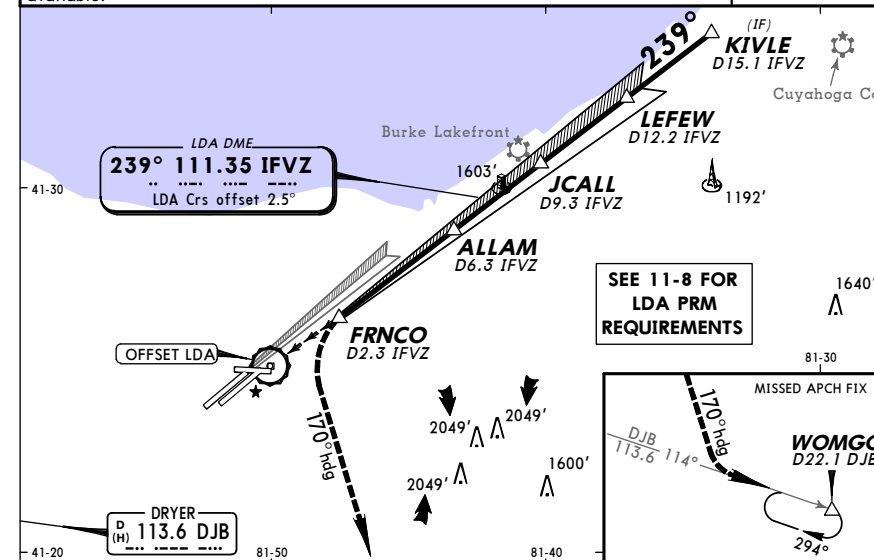 239°
(IF)
KIVLE
D15.1 IFVZ
Cuyahoga Co
LEFEW
D12.2 IFVZ
Burke Lakefront
LDA DME
239° 111.35 IFVZ
LDA Crs offset 2.5°
1603'
41-30
JCALL
D9.3 IFVZ
1192'
ALLAM
D6.3 IFVZ
SEE 11-8 FOR
LDA PRM
REQUIREMENTS
1640'
FRNCO
D2.3 IFVZ
OFFSET LDA
81-30
170° hdg
MISSED APCH FIX
170° hdg
2049'
2049'
DJB
113.6
114°
WOMGO
D22.1 DJB
2049'
1600'
DRYER
D
(H)
113.6 DJB
294°
41-20
81-50
81-40